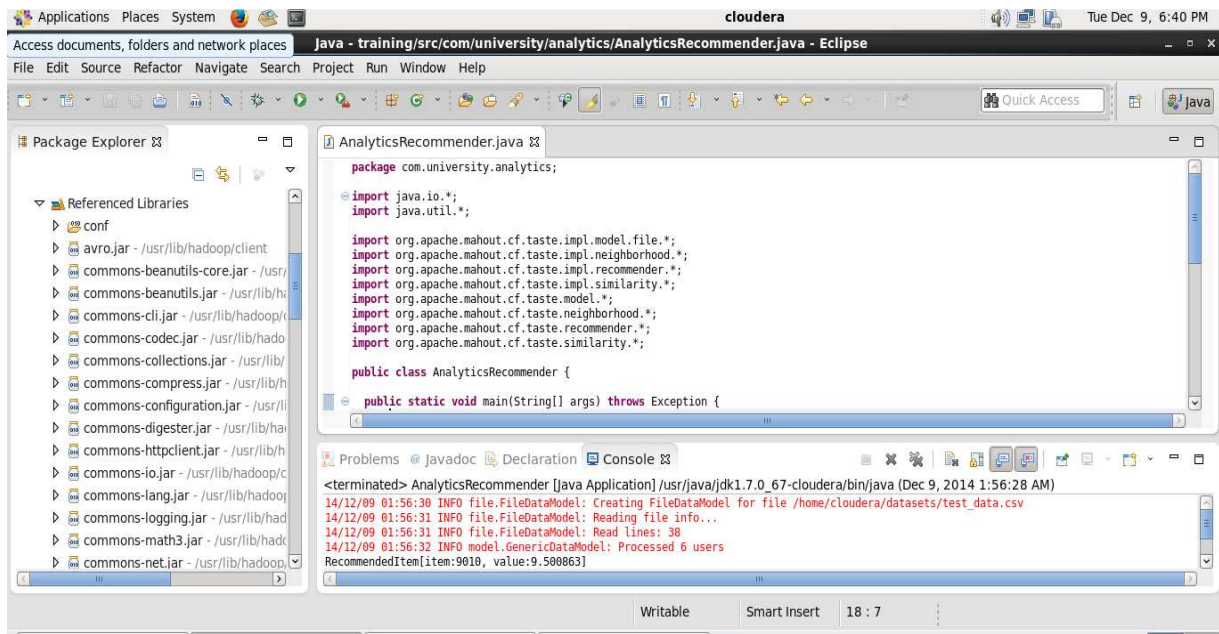 Applications Places System
cloudera
Tue Dec 9, 6:40 PM
Access documents, folders and network places
Java - training/src/com/university/analytics/AnalyticsRecommender.java - Eclipse
File Edit Source Refactor Navigate Search Project Run Window Help
Quick Access
Java
Package Explorer
Referenced Libraries
conf
avro.jar - /usr/lib/hadoop/client
commons-beanutils-core.jar - /usr/
commons-beanutils.jar - /usr/lib/ha
commons-cli.jar - /usr/lib/hadoop/c
commons-codec.jar - /usr/lib/hado
commons-collections.jar - /usr/lib/
commons-compress.jar - /usr/lib/h
commons-configuration.jar - /usr/li
commons-digester.jar - /usr/lib/ha
commons-httpclient.jar - /usr/lib/h
commons-io.jar - /usr/lib/hadoop/c
commons-lang.jar - /usr/lib/hadoop
commons-logging.jar - /usr/lib/had
commons-math3.jar - /usr/lib/hado
commons-net.jar - /usr/lib/hadoop,
AnalyticsRecommender.java
package com.university.analytics;
import java.io.*;
import java.util.*;
import org.apache.mahout.cf.taste.impl.model.file.*;
import org.apache.mahout.cf.taste.impl.neighborhood.*;
import org.apache.mahout.cf.taste.impl.recommender.*;
import org.apache.mahout.cf.taste.impl.similarity.*;
import org.apache.mahout.cf.taste.model.*;
import org.apache.mahout.cf.taste.neighborhood.*;
import org.apache.mahout.cf.taste.recommender.*;
import org.apache.mahout.cf.taste.similarity.*;
public class AnalyticsRecommender {
public static void main(String[] args) throws Exception {
Problems Javadoc Declaration Console
<terminated> AnalyticsRecommender [Java Application] /usr/java/jdk1.7.0_67-cloudera/bin/java (Dec 9, 2014 1:56:28 AM)
14/12/09 01:56:30 INFO file.FileDataModel: Creating FileDataModel for file /home/cloudera/datasets/test_data.csv
14/12/09 01:56:31 INFO file.FileDataModel: Reading file info...
14/12/09 01:56:31 INFO file.FileDataModel: Read lines: 38
14/12/09 01:56:32 INFO model.GenericDataModel: Processed 6 users
RecommendedItem[item:9010, value:9.500863]
Writable
Smart Insert
18 : 7